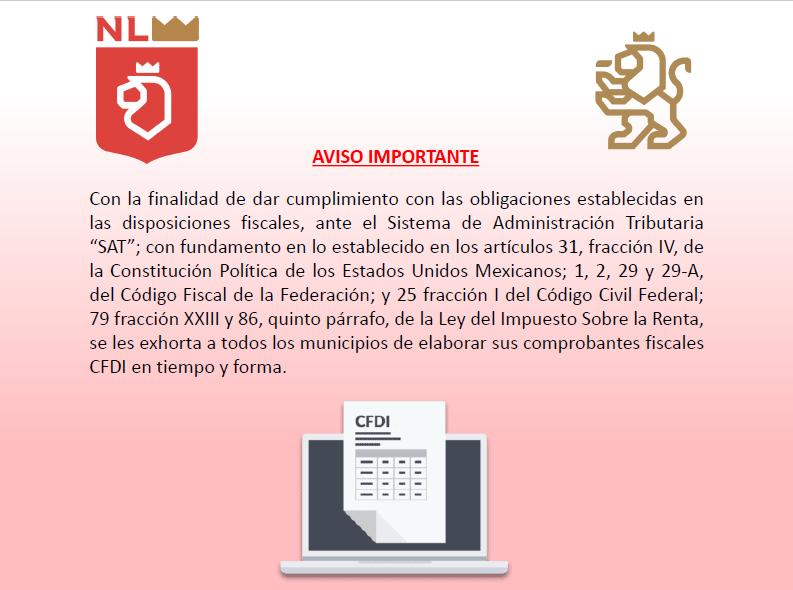 NL
AVISO IMPORTANTE
Con la finalidad de dar cumplimiento con las obligaciones establecidas en
las disposiciones fiscales, ante el Sistema de Administración Tributaria
“SAT”; con fundamento en lo establecido en los artículos 31, fracción IV, de
la Constitución Política de los Estados Unidos Mexicanos; 1, 2, 29 y 29-A,
del Código Fiscal de la Federación; y 25 fracción I del Código Civil Federal;
79 fracción XXIII y 86, quinto párrafo, de la Ley del Impuesto Sobre la Renta,
se les exhorta a todos los municipios de elaborar sus comprobantes fiscales
CFDI en tiempo y forma.
CFDI